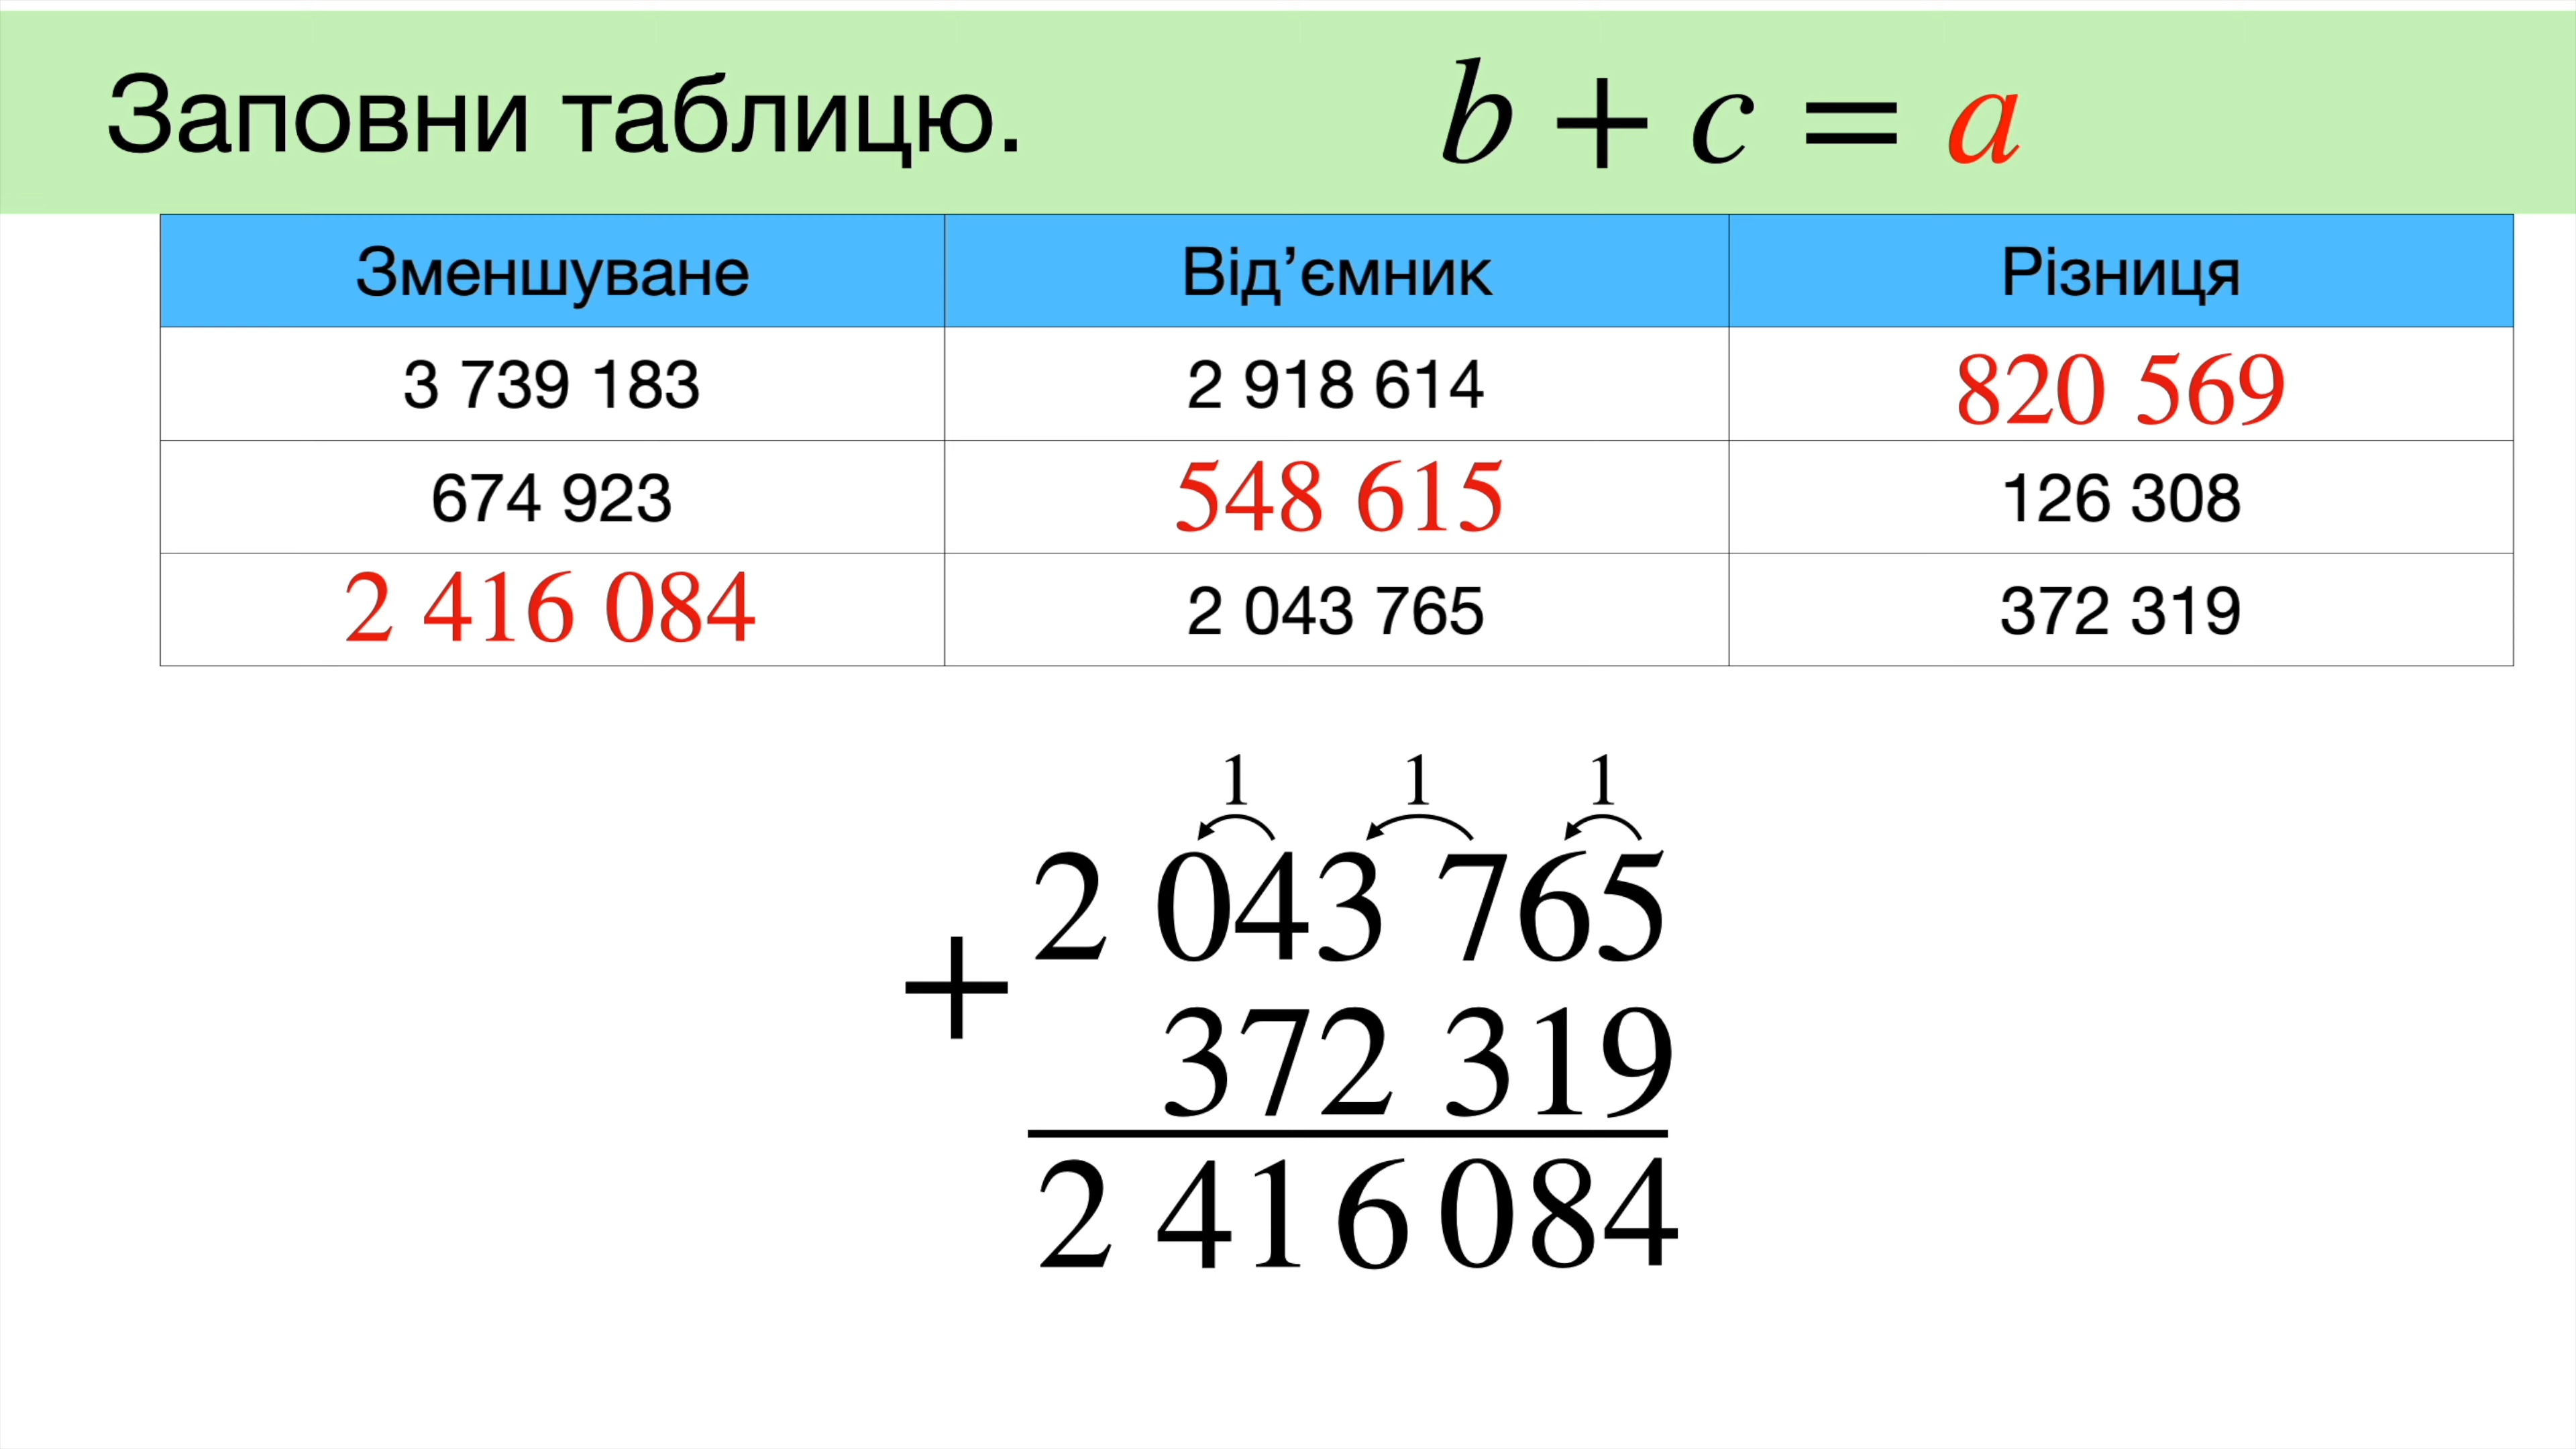 Заповни таблицю. b + c = a
Зменшуване Від’ємник Різниця
3 739 183 2 918 614 820 569
674 923 548 615 126 308
2 416 084 2 043 765 372 319
1 1 1
2 043 765
+
372 319
2 416 084